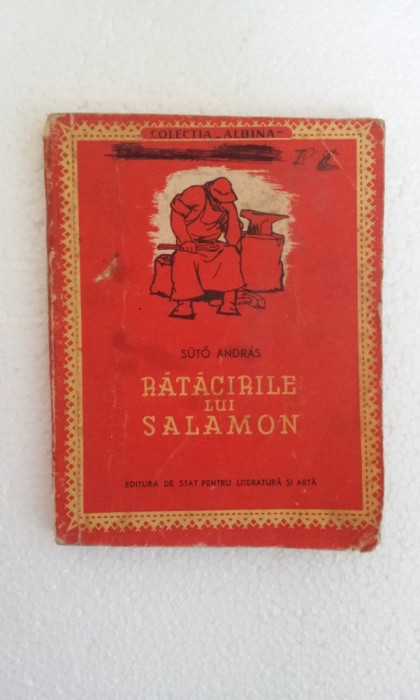 COLECȚIA „ALBINA"
SÜTŐ ANDRÁS
RĂTĂCIRILE
LUI
SALAMON
EDITURA DE STAT PENTRU LITERATURĂ ȘI ARTĂ